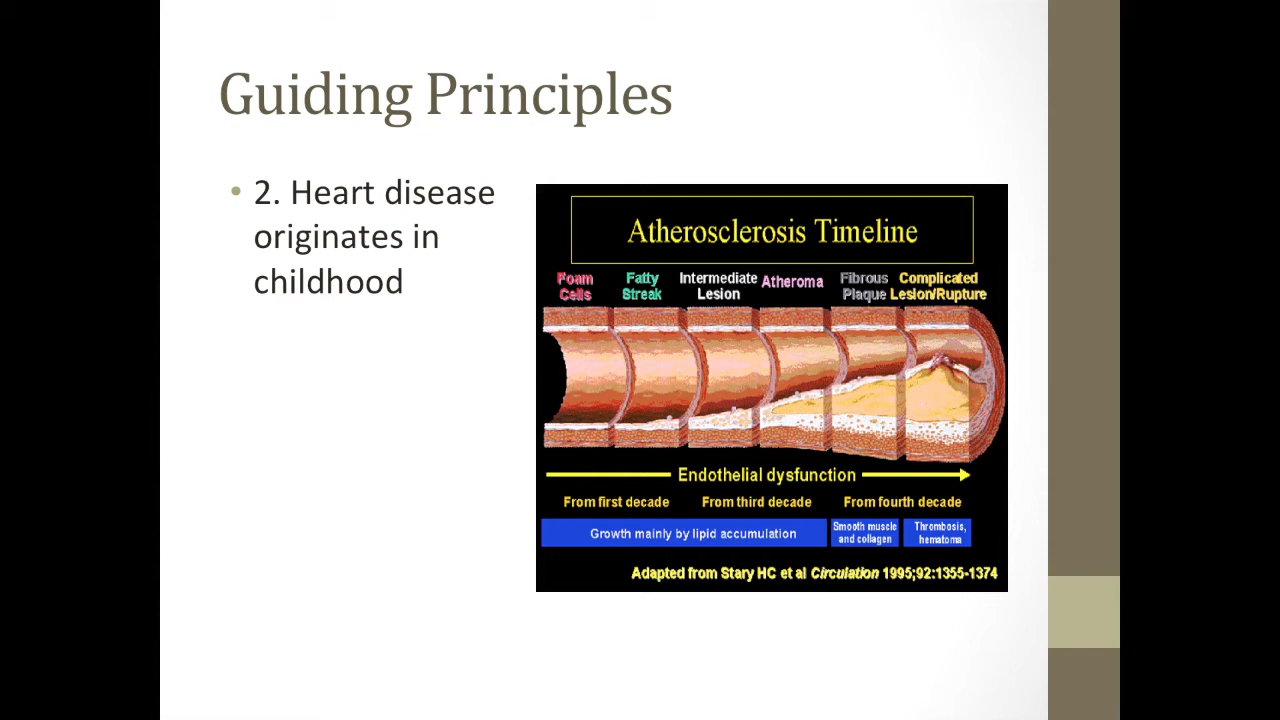 Guiding Principles
• 2. Heart disease
originates in
childhood
Atherosclerosis Timeline
Foam
Cells
Fatty
Streak
Intermediate
Lesion
Atheroma
Fibrous
Plaque
Complicated
Lesion/Rupture
Endothelial dysfunction
From first decade
From third decade
From fourth decade
Growth mainly by lipid accumulation
Smooth muscle
and collagen
Thrombosis,
hematoma
Adapted from Stary HC et al Circulation 1995;92:1355-1374